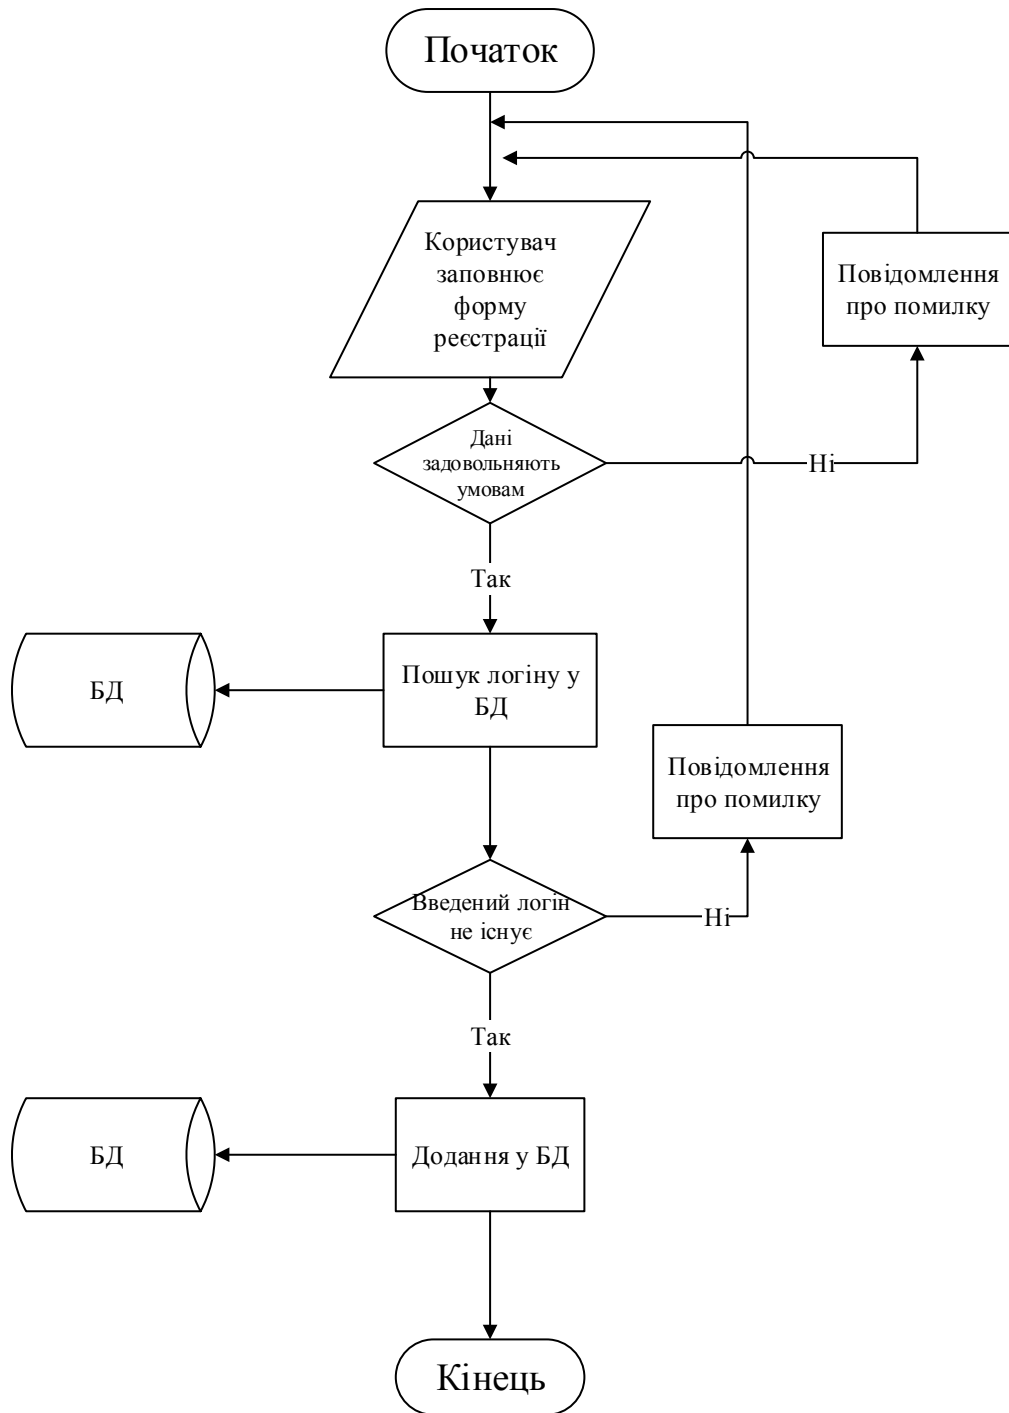 Початок
Користувач
заповнює
форму
реєстрації
Повідомлення
про помилку
Дані
задовольняють
умовам
Ні
Так
БД
Пошук логіну у
БД
Повідомлення
про помилку
Введений логін
не існує
Ні
Так
БД
Додання у БД
Кінець